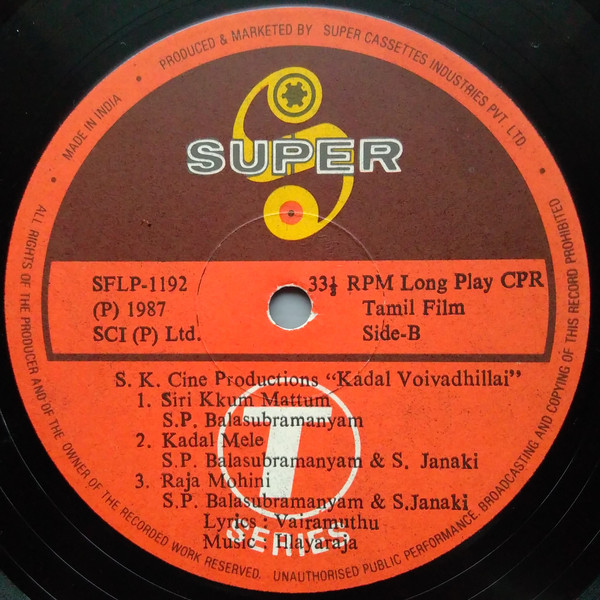 MADE IN INDIA • PRODUCED & MARKETED BY SUPER CASSETTES INDUSTRIES PVT. LTD.
SUPER
SFLP-1192
33⅓ RPM Long Play CPR
(P) 1987
Tamil Film
SCI (P) Ltd.
Side-B
S. K. Cine Productions "Kadal Voivadhillai"
1. Siri Kkum Mattum
S.P. Balasubramanyam
2. Kadal Mele
S.P. Balasubramanyam & S. Janaki
3. Raja Mohini
S.P. Balasubramanyam & S.Janaki
Lyrics : Vairamuthu
Music : Illayaraja
T
SERIES
• ALL RIGHTS OF THE PRODUCER AND OF THE OWNER OF THE RECORDED WORK RESERVED. UNAUTHORISED PUBLIC PERFORMANCE. BROADCASTING AND COPYING OF THIS RECORD PROHIBITED •